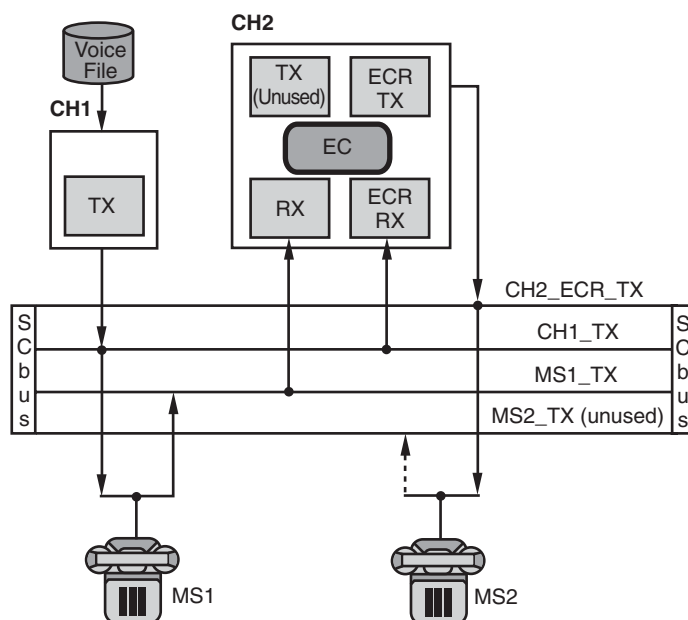 CH2
Voice
File
CH1
TX
(Unused)
ECR
TX
EC
TX
RX
ECR
RX
CH2_ECR_TX
S
C
b
u
s
CH1_TX
MS1_TX
MS2_TX (unused)
S
C
b
u
s
MS1
MS2